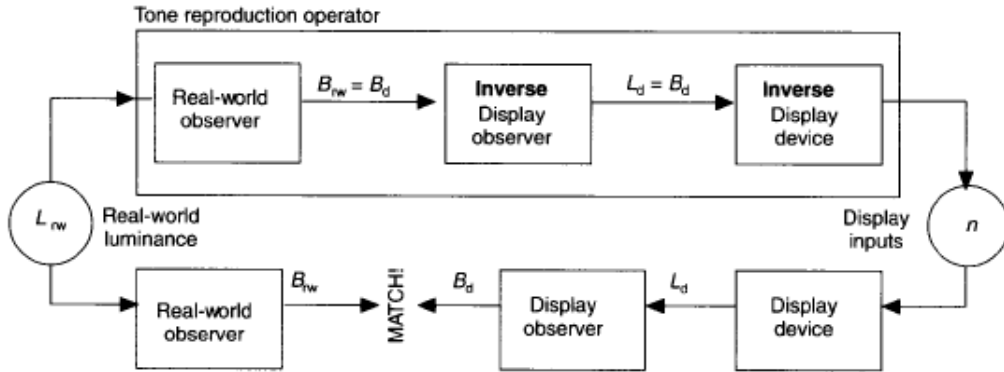 Tone reproduction operator
Real-world
observer
B_rw = B_d
Inverse
Display
observer
L_d = B_d
Inverse
Display
device
L_rw
Real-world
luminance
Display
inputs
n
Real-world
observer
B_rw
MATCH!
B_d
Display
observer
L_d
Display
device